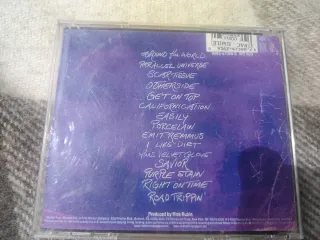 AROUND the WORLD
PARALLEL UNIVERSE
SCAR TISSUE
OTHERSIDE
GET ON TOP
CALIFORNICATION
EASILY
PORCELAIN
EMIT REMMUS
I LIKE DIRT
THIS VELVET GLOVE
SAVIOR
PURPLE STAIN
RIGHT ON TIME
ROAD TRIPPIN
Produced by Rick Rubin